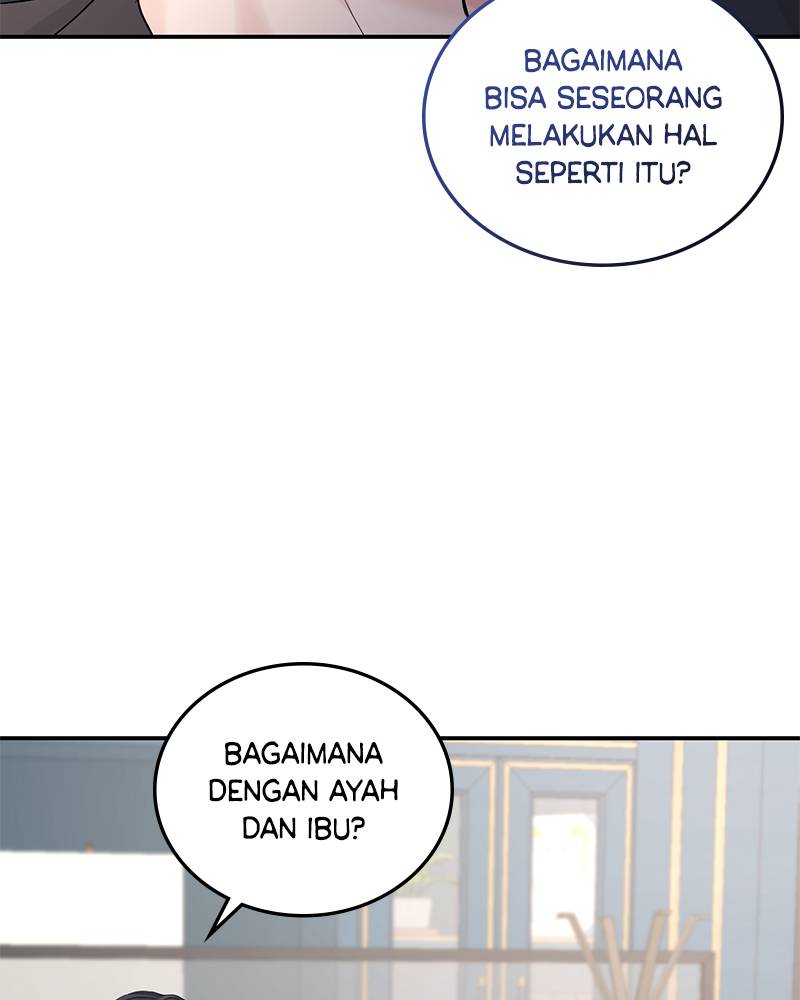 BAGAIMANA
BISA SESEORANG
MELAKUKAN HAL
SEPERTI ITU?
BAGAIMANA
DENGAN AYAH
DAN IBU?